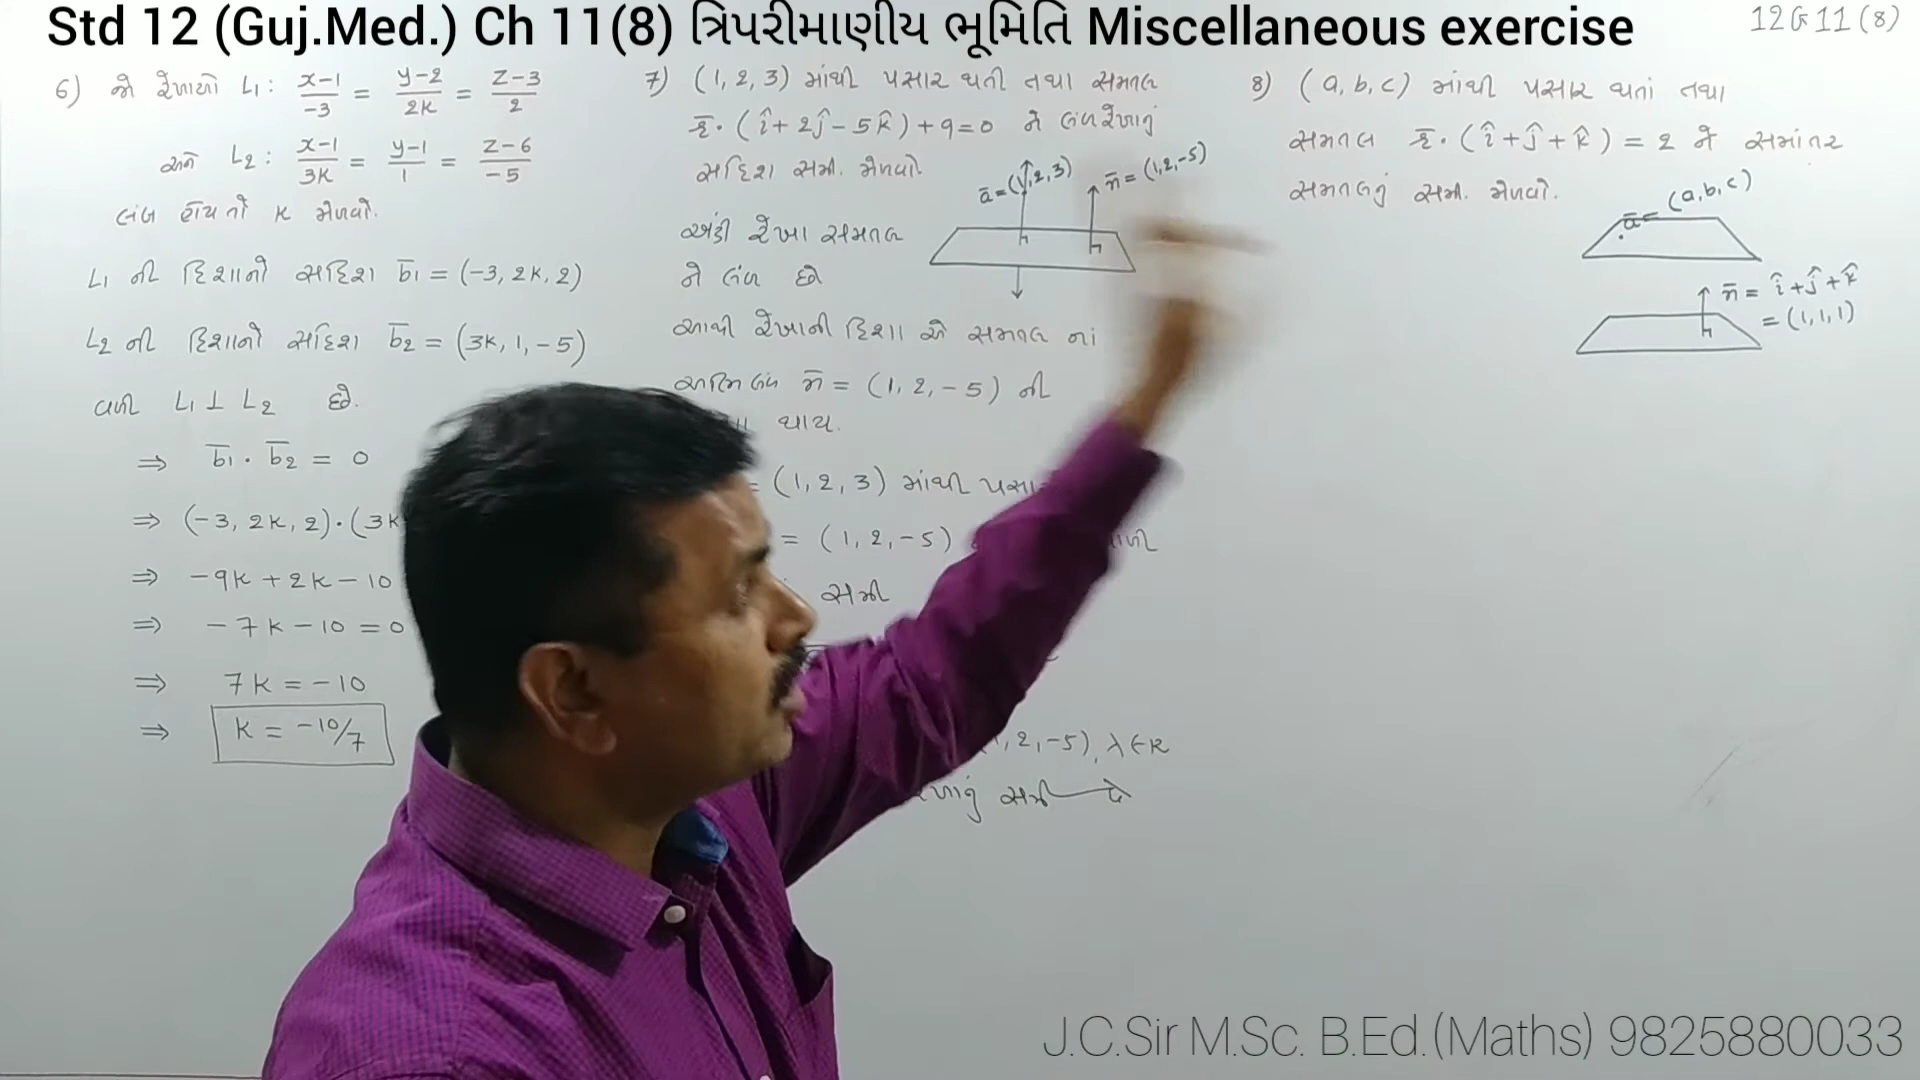 Std 12 (Guj.Med.) Ch 11(8) ત્રિપરીમાણીય ભૂમિતિ Miscellaneous exercise
12 G 11 (8)
6) જો રેખાઓ L1: x-1/-3 = y-2/2k = z-3/2
અને L2: x-1/3k = y-1/1 = z-6/-5
લંબ હોય તો k મેળવો.
L1 ની દિશાનો સદિશ b̄1 = (-3, 2k, 2)
L2 ની દિશાનો સદિશ b̄2 = (3k, 1, -5)
વળી L1 ⊥ L2 છે.
⇒ b̄1 · b̄2 = 0
⇒ (-3, 2k, 2)·(3k
⇒ -9k + 2k - 10
⇒ -7k - 10 = 0
⇒ 7k = -10
⇒ k = -10/7
7) (1, 2, 3) માંથી પસાર થતી તથા સમતલ
r̄ · (î + 2ĵ - 5k̂) + 9 = 0 ને લંબ રેખાનું
સદિશ સમી. મેળવો.
ā = (1, 2, 3)
n̄ = (1, 2, -5)
અહીં રેખા સમતલ
ને લંબ છે
આથી રેખાની દિશા એ સમતલ નાં
અભિલંબ n̄ = (1, 2, -5) ની
થાય.
= (1, 2, 3) માંથી પસા
= (1, 2, -5)
સમી
, 2, -5), λ ∈ R
સમી
8) (a, b, c) માંથી પસાર થતાં તથા
સમતલ r̄ · (î + ĵ + k̂) = 2 ને સમાંતર
સમતલનું સમી. મેળવો.
ā = (a, b, c)
n̄ = î + ĵ + k̂
= (1, 1, 1)
J.C.Sir M.Sc. B.Ed.(Maths) 9825880033